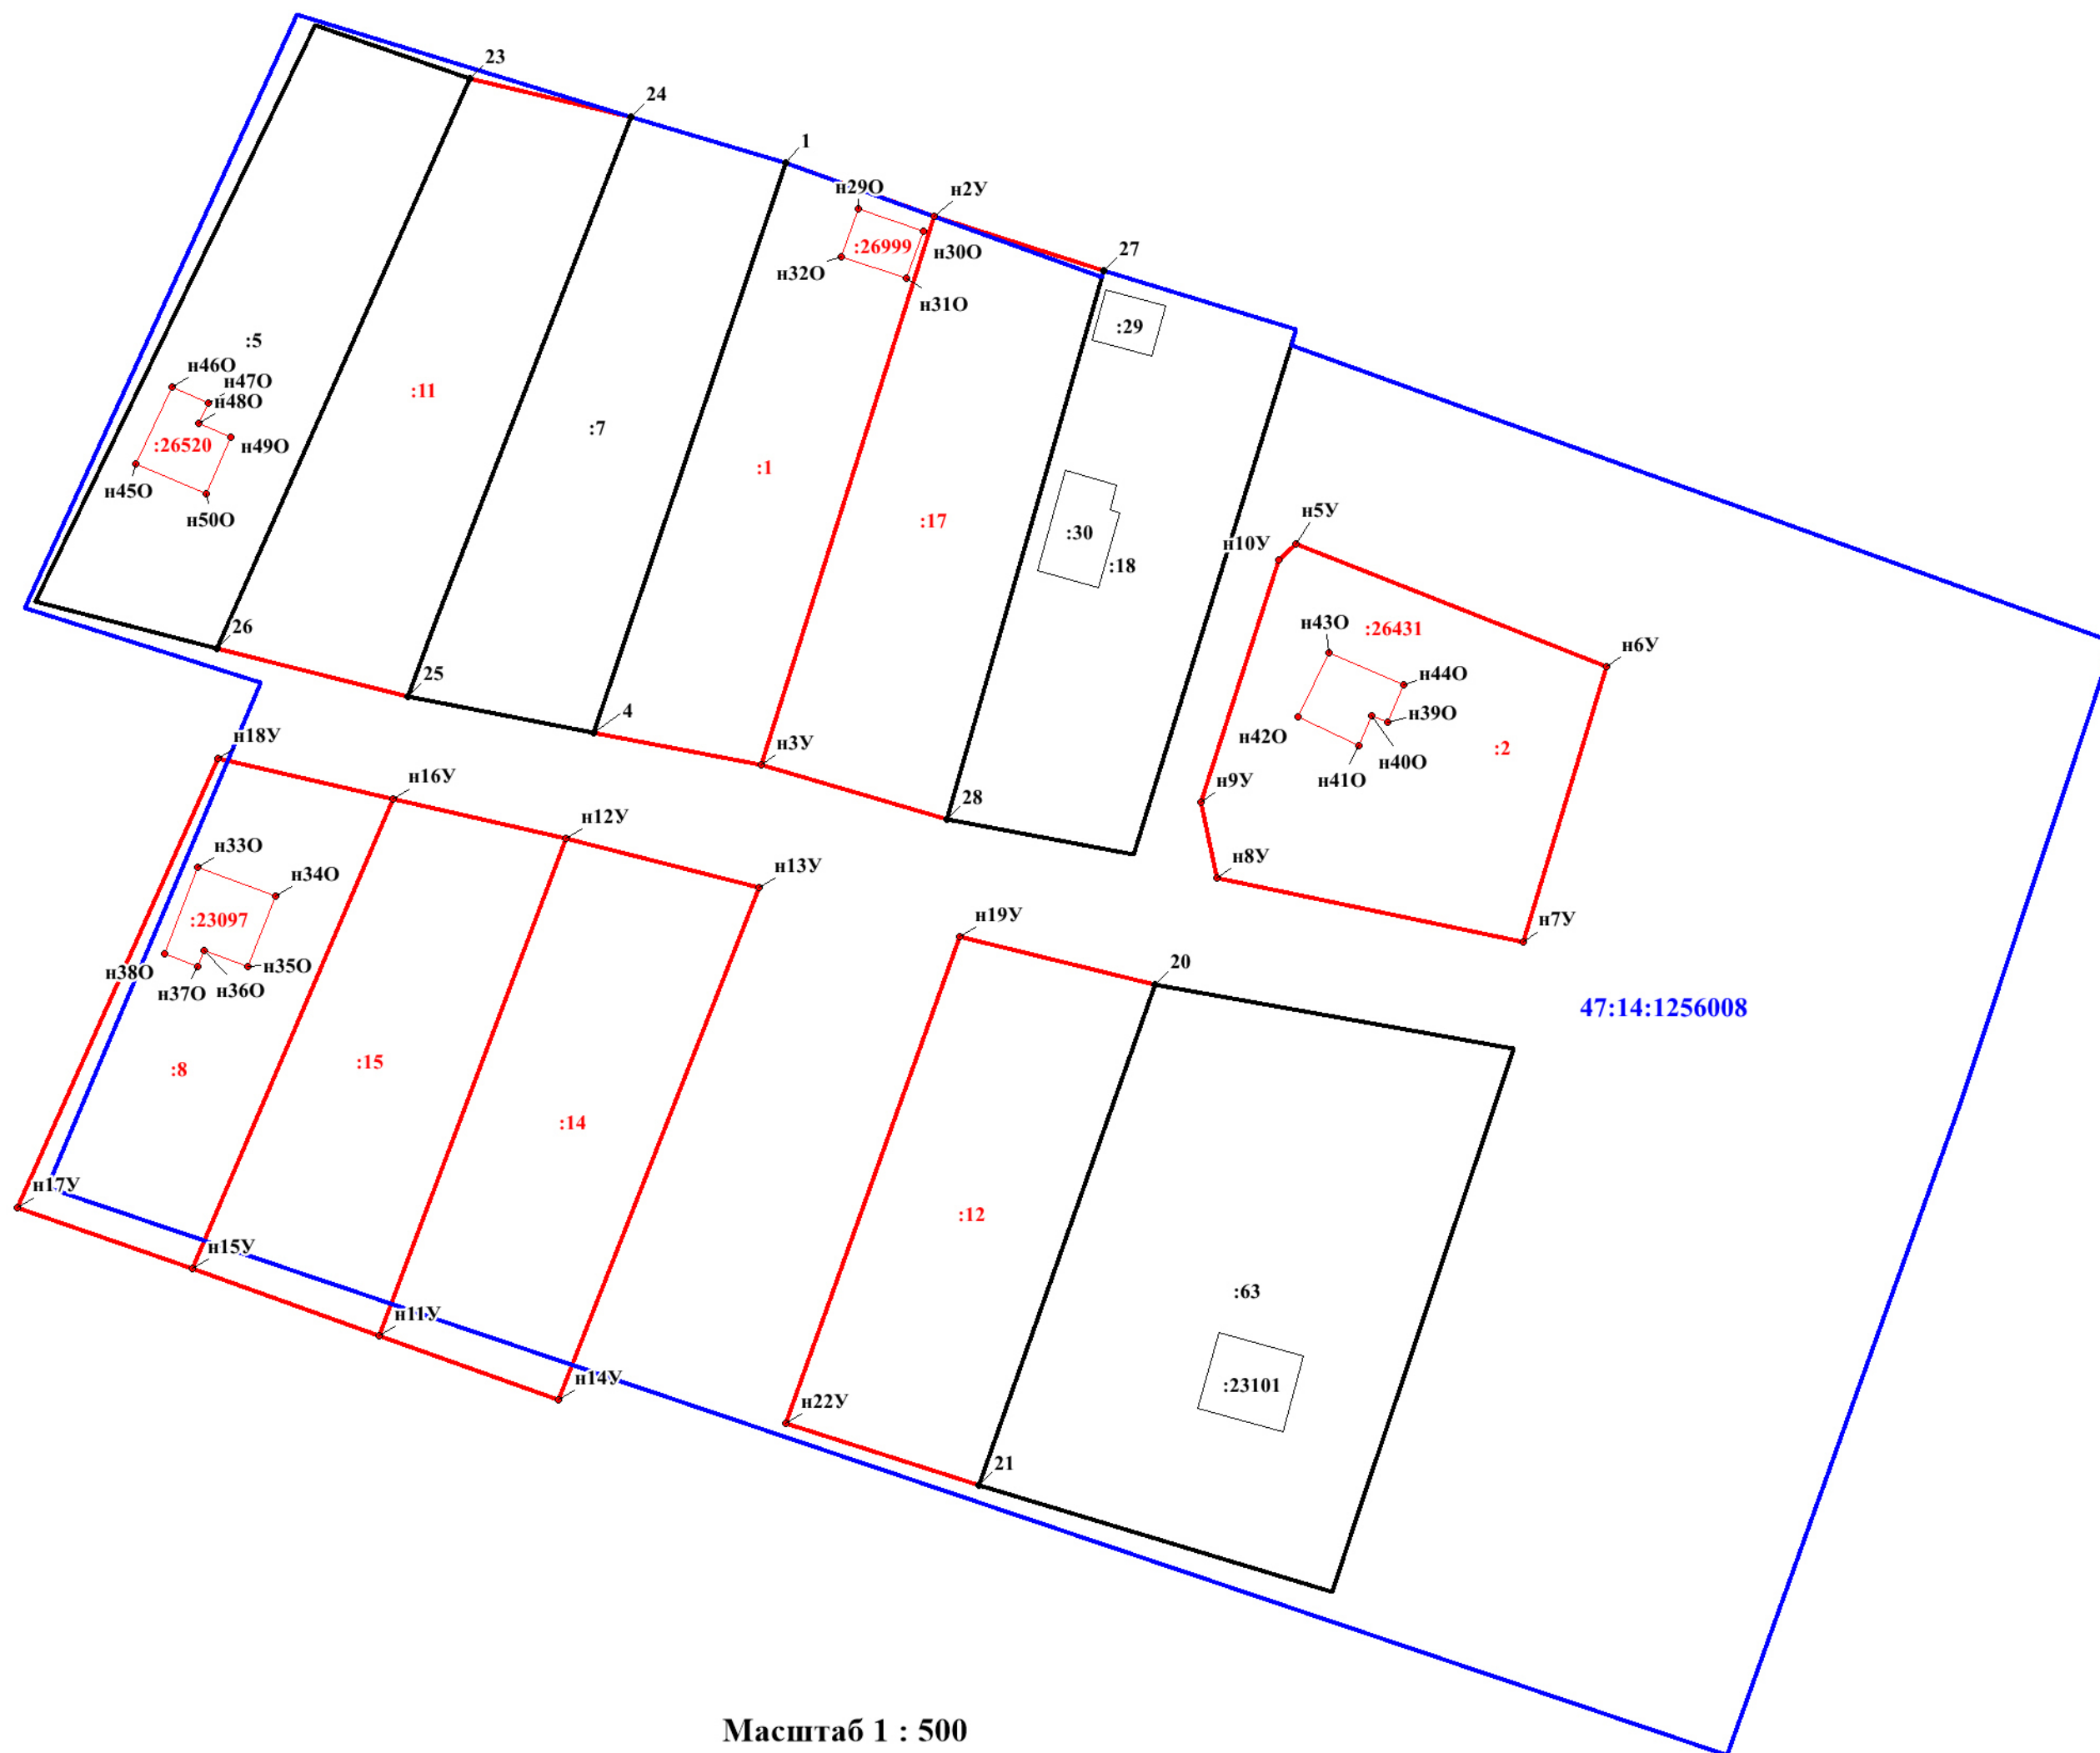 23
24
1
н29О
н2У
:26999
н30О
27
н32О
н31О
:29
:5
н46О
н47О
:11
н48О
:7
:26520
н49О
:1
н45О
н50О
:17
н5У
:30
н10У
:18
н43О
:26431
26
н6У
25
н44О
4
н39О
н18У
н42О
н3У
:2
н40О
н16У
н41О
н9У
28
н12У
н33О
н13У
н8У
н34О
:23097
н19У
н7У
н38О
н35О
20
н37О
н36О
47:14:1256008
:8
:15
:14
н17У
:12
н15У
:63
н11У
н14У
:23101
н22У
21
Масштаб 1 : 500